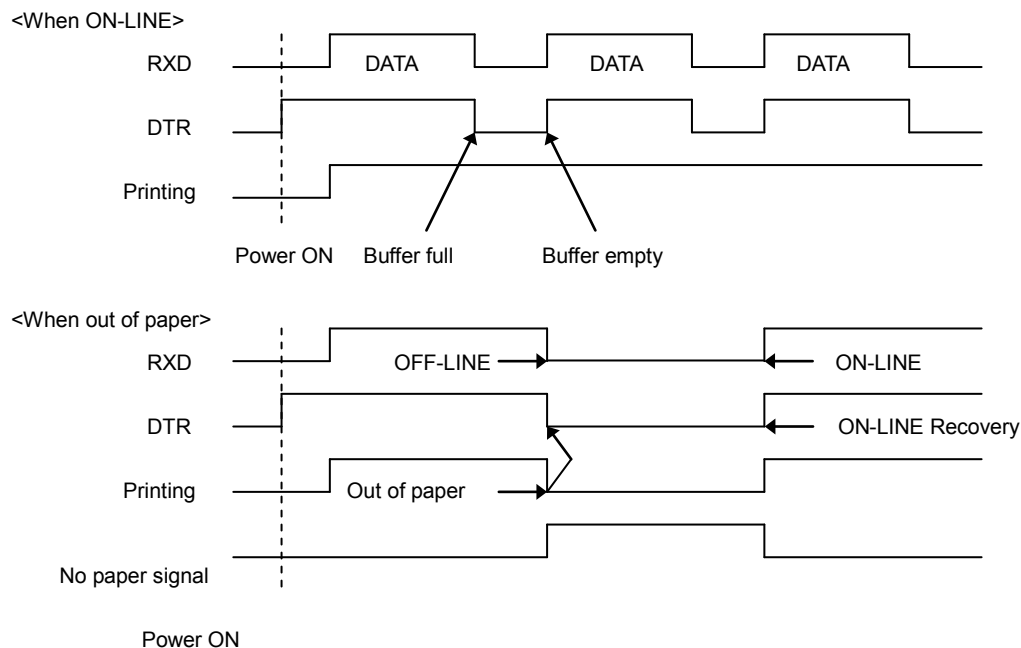 <When ON-LINE>
RXD DATA DATA DATA
DTR
Printing
Power ON Buffer full Buffer empty
<When out of paper>
RXD OFF-LINE ON-LINE
DTR ON-LINE Recovery
Printing Out of paper
No paper signal
Power ON